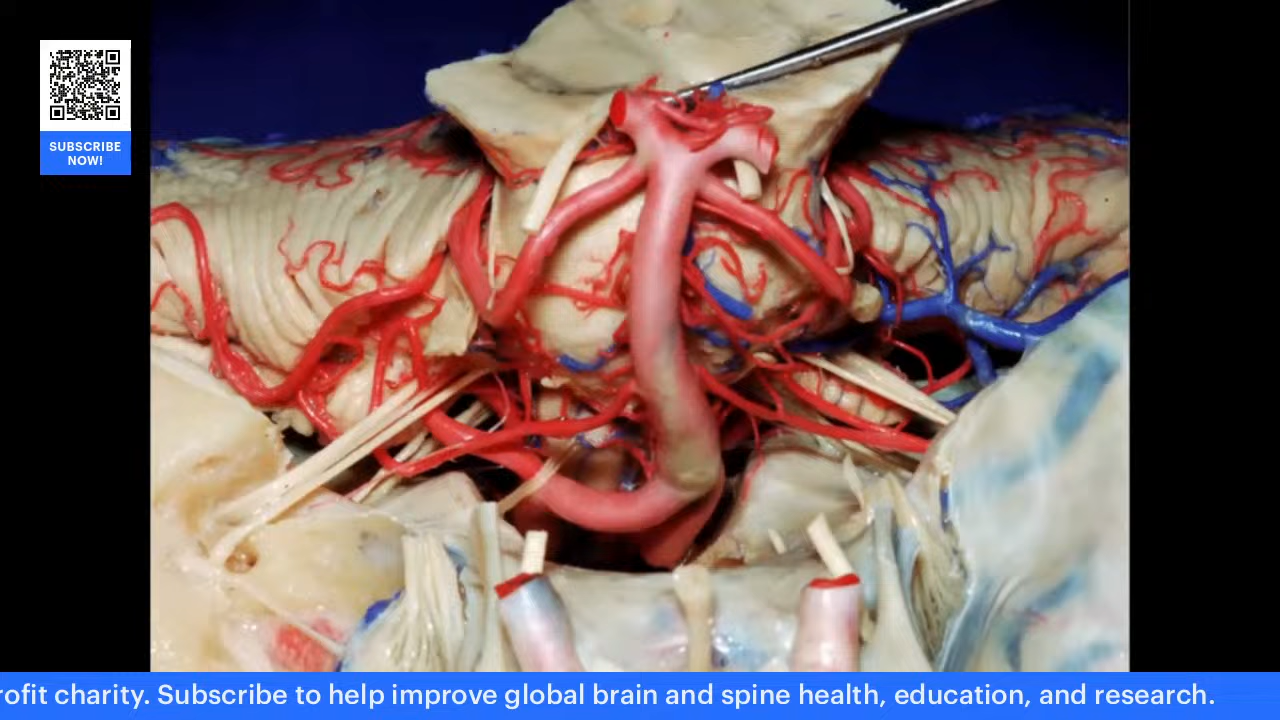 SUBSCRIBE
NOW!
rofit charity. Subscribe to help improve global brain and spine health, education, and research.